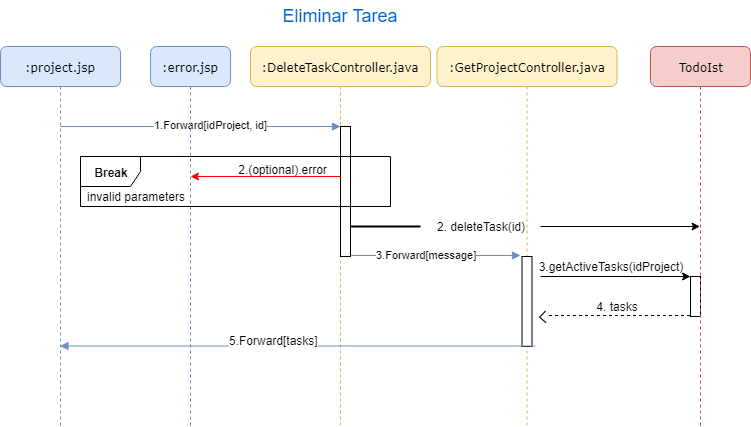 Eliminar Tarea
:project.jsp
:error.jsp
:DeleteTaskController.java
:GetProjectController.java
TodoIst
1.Forward[idProject, id]
Break
2.(optional).error
invalid parameters
2. deleteTask(id)
3.Forward[message]
3.getActiveTasks(idProject)
4. tasks
5.Forward[tasks]